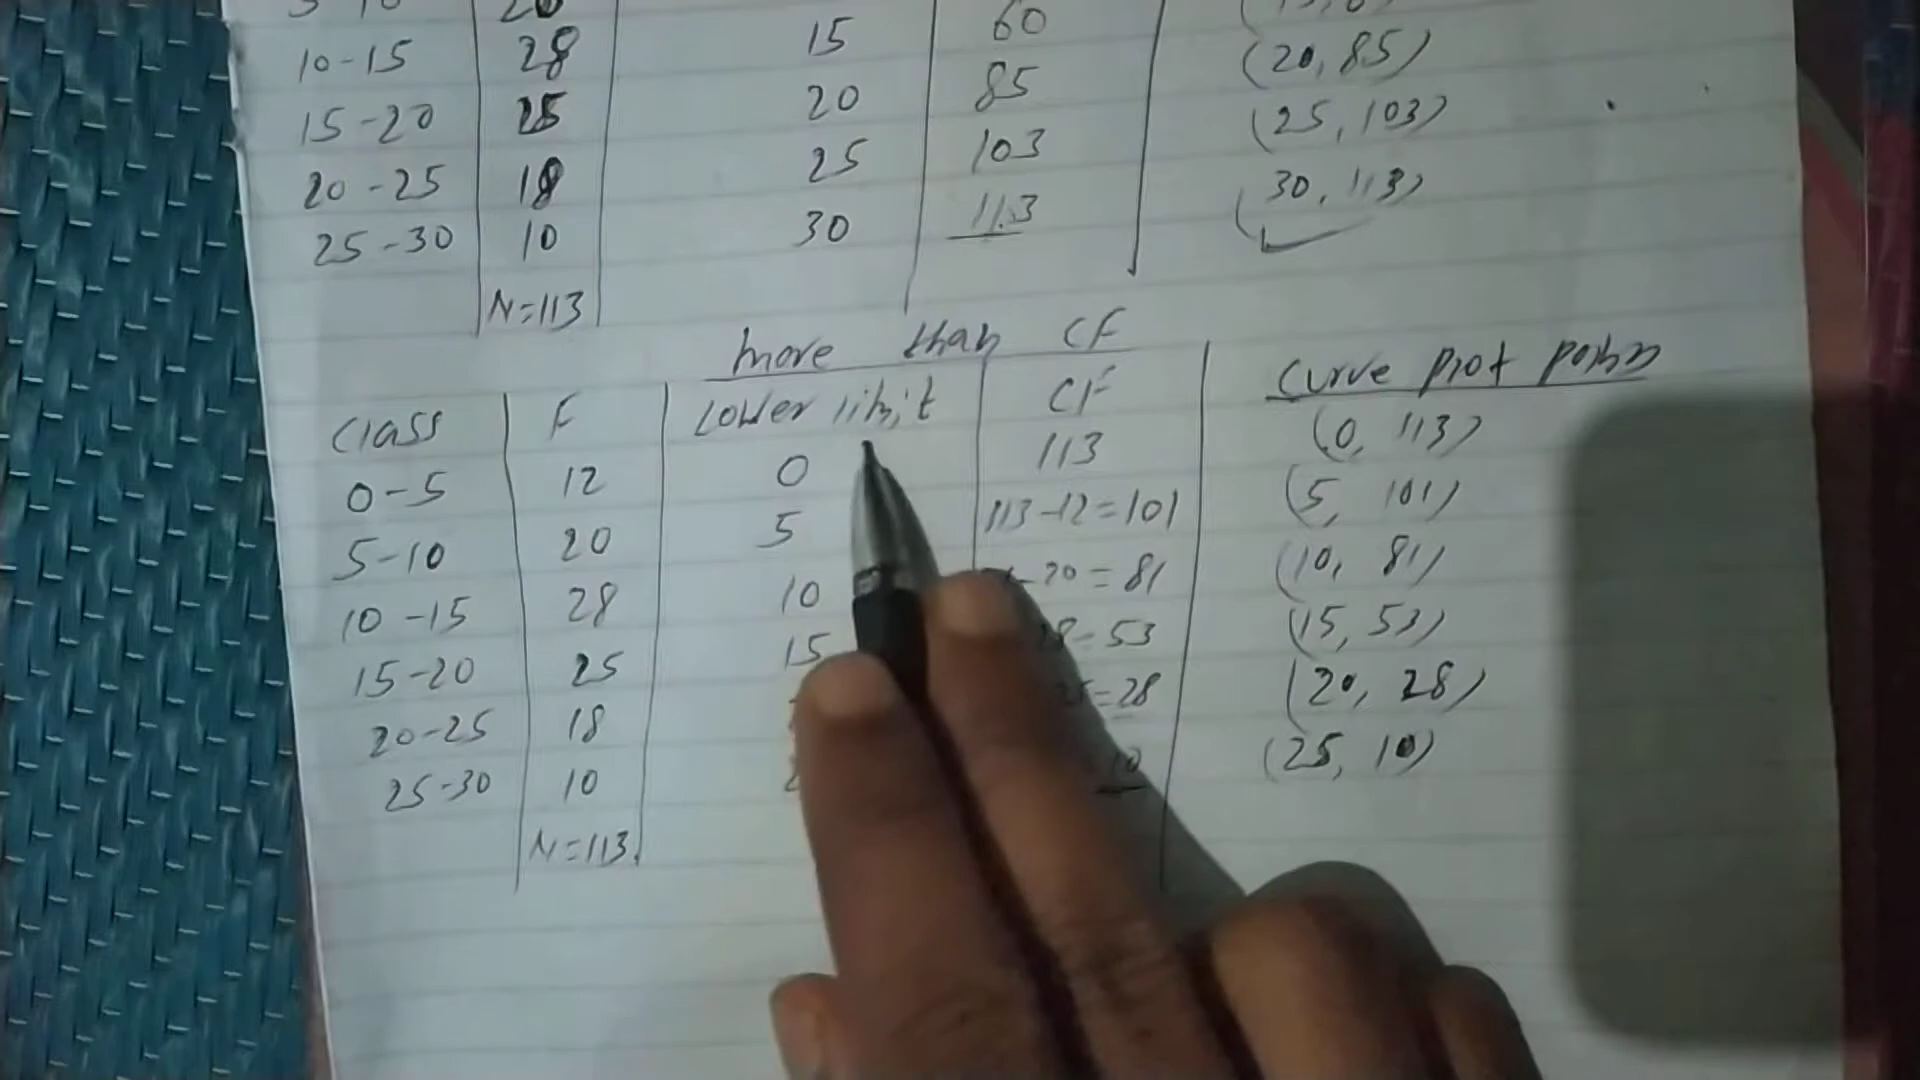 10-15 28 15 60
15-20 25 20 85 (20, 85)
20-25 18 25 103 (25, 103)
25-30 10 30 113 (30, 113)
N=113
more than CF
Class F Lower limit CF Curve plot points
0-5 12 0 113 (0, 113)
5-10 20 5 113-12=101 (5, 101)
10-15 28 10 20=81 (10, 81)
15-20 25 15 53 (15, 53)
20-25 18 =28 (20, 28)
25-30 10 10 (25, 10)
N=113